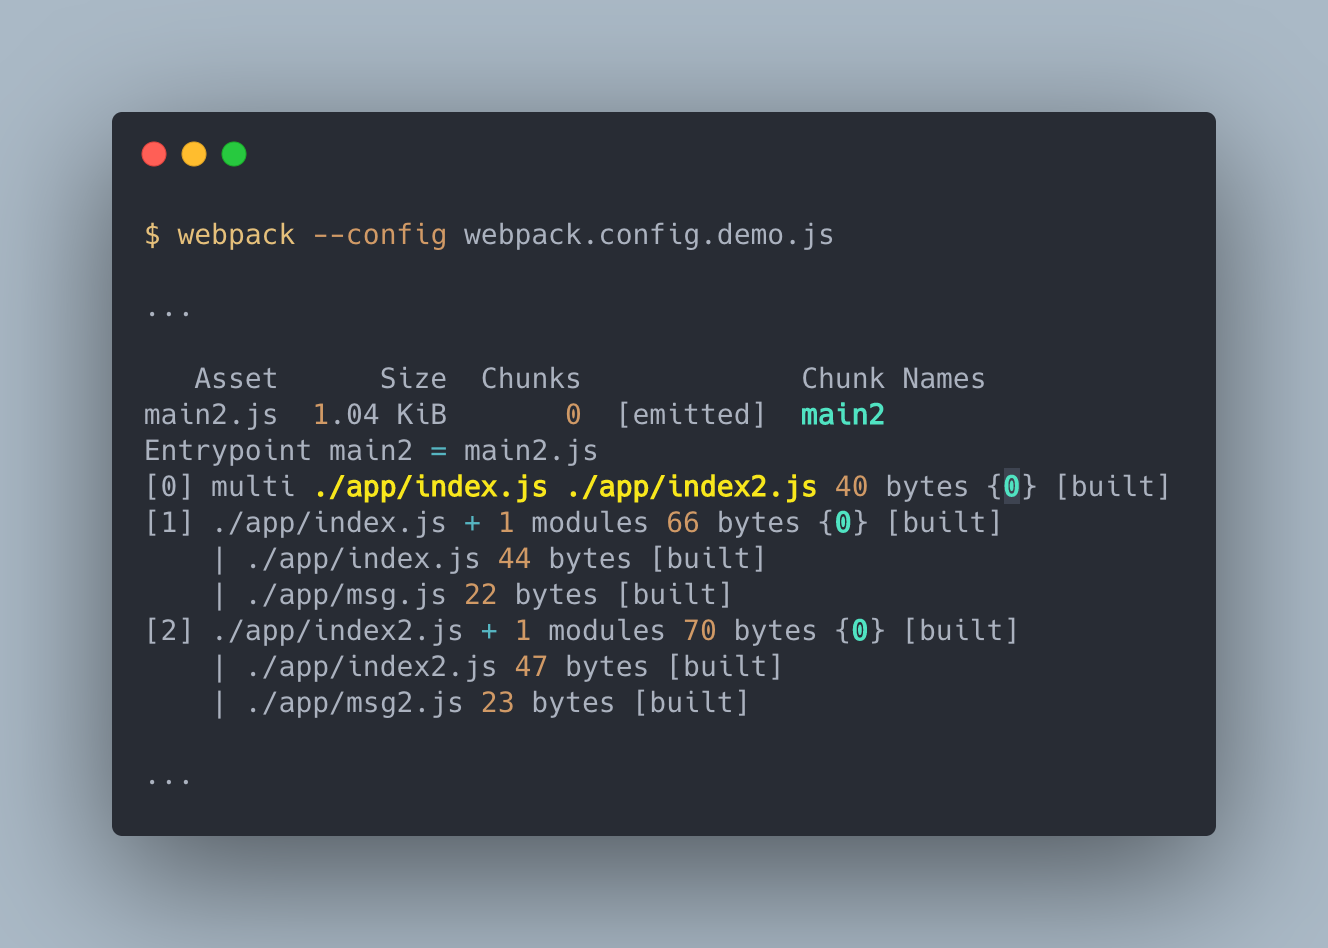 $ webpack --config webpack.config.demo.js
...
Asset Size Chunks Chunk Names
main2.js 1.04 KiB 0 [emitted] main2
Entrypoint main2 = main2.js
[0] multi ./app/index.js ./app/index2.js 40 bytes {0} [built]
[1] ./app/index.js + 1 modules 66 bytes {0} [built]
| ./app/index.js 44 bytes [built]
| ./app/msg.js 22 bytes [built]
[2] ./app/index2.js + 1 modules 70 bytes {0} [built]
| ./app/index2.js 47 bytes [built]
| ./app/msg2.js 23 bytes [built]
...